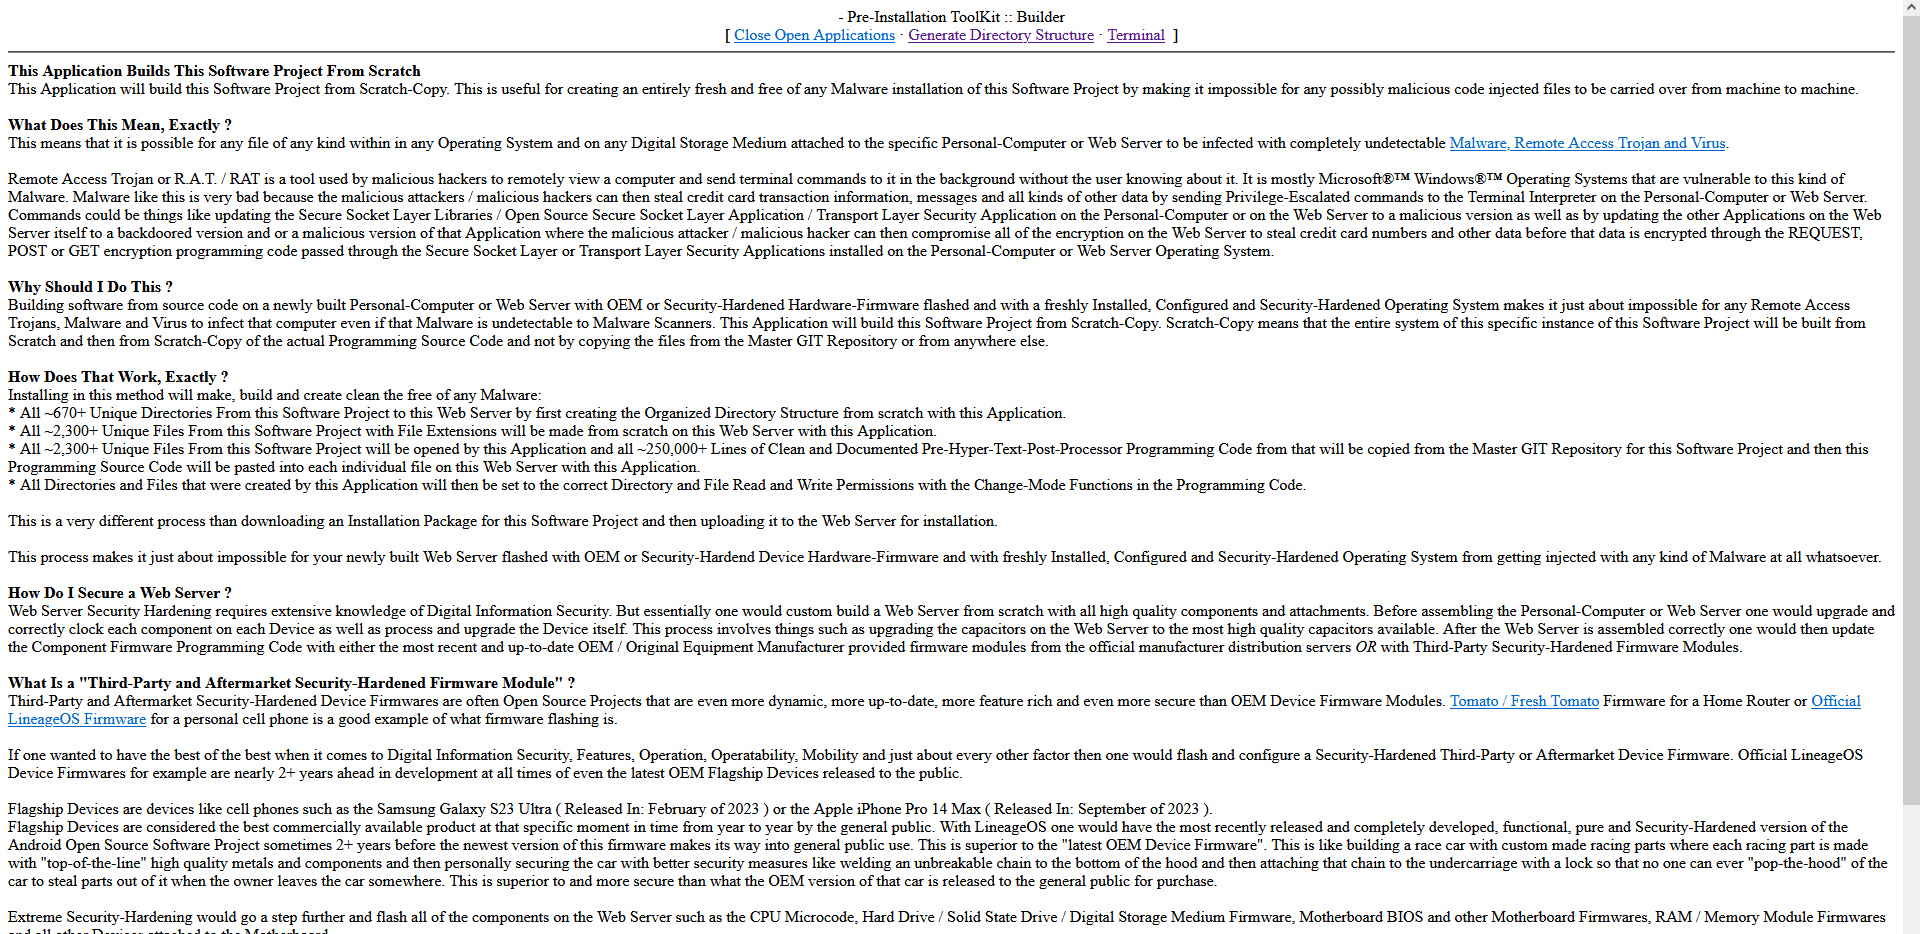 - Pre-Installation ToolKit :: Builder
[ Close Open Applications · Generate Directory Structure · Terminal ]
This Application Builds This Software Project From Scratch
This Application will build this Software Project from Scratch-Copy. This is useful for creating an entirely fresh and free of any Malware installation of this Software Project by making it impossible for any possibly malicious code injected files to be carried over from machine to machine.
What Does This Mean, Exactly ?
This means that it is possible for any file of any kind within in any Operating System and on any Digital Storage Medium attached to the specific Personal-Computer or Web Server to be infected with completely undetectable Malware, Remote Access Trojan and Virus.
Remote Access Trojan or R.A.T. / RAT is a tool used by malicious hackers to remotely view a computer and send terminal commands to it in the background without the user knowing about it. It is mostly Microsoft®™ Windows®™ Operating Systems that are vulnerable to this kind of
Malware. Malware like this is very bad because the malicious attackers / malicious hackers can then steal credit card transaction information, messages and all kinds of other data by sending Privilege-Escalated commands to the Terminal Interpreter on the Personal-Computer or Web Server.
Commands could be things like updating the Secure Socket Layer Libraries / Open Source Secure Socket Layer Application / Transport Layer Security Application on the Personal-Computer or on the Web Server to a malicious version as well as by updating the other Applications on the Web
Server itself to a backdoored version and or a malicious version of that Application where the malicious attacker / malicious hacker can then compromise all of the encryption on the Web Server to steal credit card numbers and other data before that data is encrypted through the REQUEST,
POST or GET encryption programming code passed through the Secure Socket Layer or Transport Layer Security Applications installed on the Personal-Computer or Web Server Operating System.
Why Should I Do This ?
Building software from source code on a newly built Personal-Computer or Web Server with OEM or Security-Hardened Hardware-Firmware flashed and with a freshly Installed, Configured and Security-Hardened Operating System makes it just about impossible for any Remote Access
Trojans, Malware and Virus to infect that computer even if that Malware is undetectable to Malware Scanners. This Application will build this Software Project from Scratch-Copy. Scratch-Copy means that the entire system of this specific instance of this Software Project will be built from
Scratch and then from Scratch-Copy of the actual Programming Source Code and not by copying the files from the Master GIT Repository or from anywhere else.
How Does That Work, Exactly ?
Installing in this method will make, build and create clean the free of any Malware:
* All ~670+ Unique Directories From this Software Project to this Web Server by first creating the Organized Directory Structure from scratch with this Application.
* All ~2,300+ Unique Files From this Software Project with File Extensions will be made from scratch on this Web Server with this Application.
* All ~2,300+ Unique Files From this Software Project will be opened by this Application and all ~250,000+ Lines of Clean and Documented Pre-Hyper-Text-Post-Processor Programming Code from that will be copied from the Master GIT Repository for this Software Project and then this
Programming Source Code will be pasted into each individual file on this Web Server with this Application.
* All Directories and Files that were created by this Application will then be set to the correct Directory and File Read and Write Permissions with the Change-Mode Functions in the Programming Code.
This is a very different process than downloading an Installation Package for this Software Project and then uploading it to the Web Server for installation.
This process makes it just about impossible for your newly built Web Server flashed with OEM or Security-Hardend Device Hardware-Firmware and with freshly Installed, Configured and Security-Hardened Operating System from getting injected with any kind of Malware at all whatsoever.
How Do I Secure a Web Server ?
Web Server Security Hardening requires extensive knowledge of Digital Information Security. But essentially one would custom build a Web Server from scratch with all high quality components and attachments. Before assembling the Personal-Computer or Web Server one would upgrade and
correctly clock each component on each Device as well as process and upgrade the Device itself. This process involves things such as upgrading the capacitors on the Web Server to the most high quality capacitors available. After the Web Server is assembled correctly one would then update
the Component Firmware Programming Code with either the most recent and up-to-date OEM / Original Equipment Manufacturer provided firmware modules from the official manufacturer distribution servers OR with Third-Party Security-Hardened Firmware Modules.
What Is a "Third-Party and Aftermarket Security-Hardened Firmware Module" ?
Third-Party and Aftermarket Security-Hardened Device Firmwares are often Open Source Projects that are even more dynamic, more up-to-date, more feature rich and even more secure than OEM Device Firmware Modules. Tomato / Fresh Tomato Firmware for a Home Router or Official
LineageOS Firmware for a personal cell phone is a good example of what firmware flashing is.
If one wanted to have the best of the best when it comes to Digital Information Security, Features, Operation, Operatability, Mobility and just about every other factor then one would flash and configure a Security-Hardened Third-Party or Aftermarket Device Firmware. Official LineageOS
Device Firmwares for example are nearly 2+ years ahead in development at all times of even the latest OEM Flagship Devices released to the public.
Flagship Devices are devices like cell phones such as the Samsung Galaxy S23 Ultra ( Released In: February of 2023 ) or the Apple iPhone Pro 14 Max ( Released In: September of 2023 ).
Flagship Devices are considered the best commercially available product at that specific moment in time from year to year by the general public. With LineageOS one would have the most recently released and completely developed, functional, pure and Security-Hardened version of the
Android Open Source Software Project sometimes 2+ years before the newest version of this firmware makes its way into general public use. This is superior to the "latest OEM Device Firmware". This is like building a race car with custom made racing parts where each racing part is made
with "top-of-the-line" high quality metals and components and then personally securing the car with better security measures like welding an unbreakable chain to the bottom of the hood and then attaching that chain to the undercarriage with a lock so that no one can ever "pop-the-hood" of the
car to steal parts out of it when the owner leaves the car somewhere. This is superior to and more secure than what the OEM version of that car is released to the general public for purchase.
Extreme Security-Hardening would go a step further and flash all of the components on the Web Server such as the CPU Microcode, Hard Drive / Solid State Drive / Digital Storage Medium Firmware, Motherboard BIOS and other Motherboard Firmwares, RAM / Memory Module Firmwares
and all other Devices attached to the Motherboard